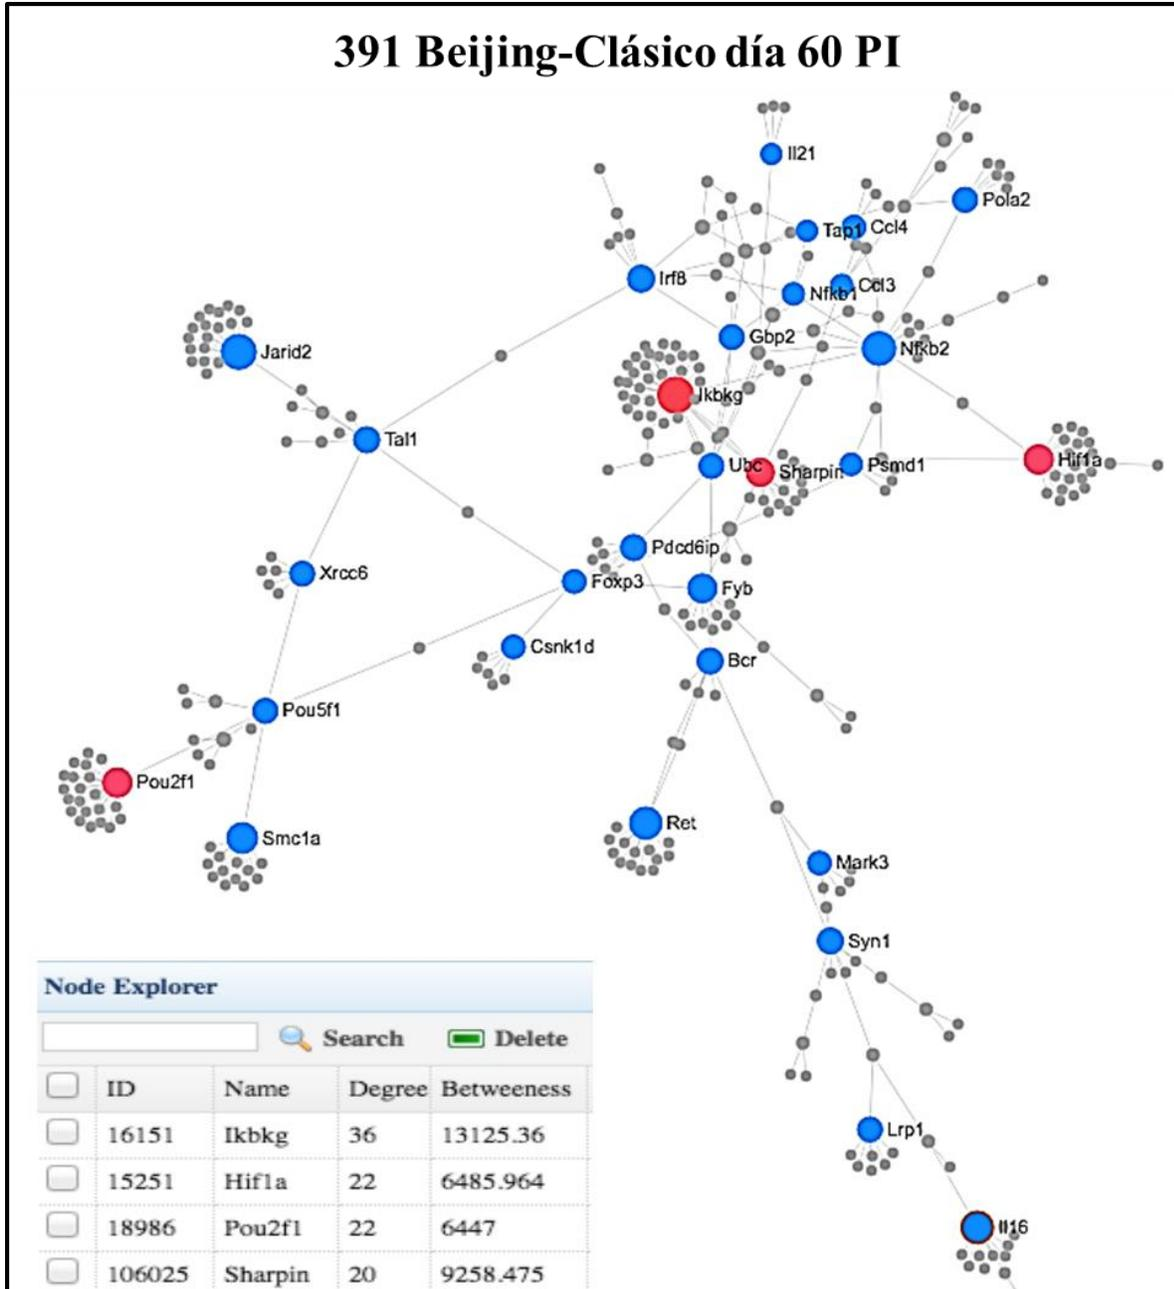 391 Beijing-Clásico día 60 PI
Il21
Pola2
Tap1
Ccl4
Irf8
Ccl3
Nfkb1
Gbp2
Nfkb2
Jarid2
Ikbkg
Tal1
Ubc
Sharpin
Psmd1
Hif1a
Pdcd6ip
Xrcc6
Foxp3
Fyb
Csnk1d
Bcr
Pou5f1
Pou2f1
Ret
Smc1a
Mark3
Syn1
Lrp1
Il16
Node Explorer
Search Delete
ID Name Degree Betweeness
16151 Ikbkg 36 13125.36
15251 Hif1a 22 6485.964
18986 Pou2f1 22 6447
106025 Sharpin 20 9258.475